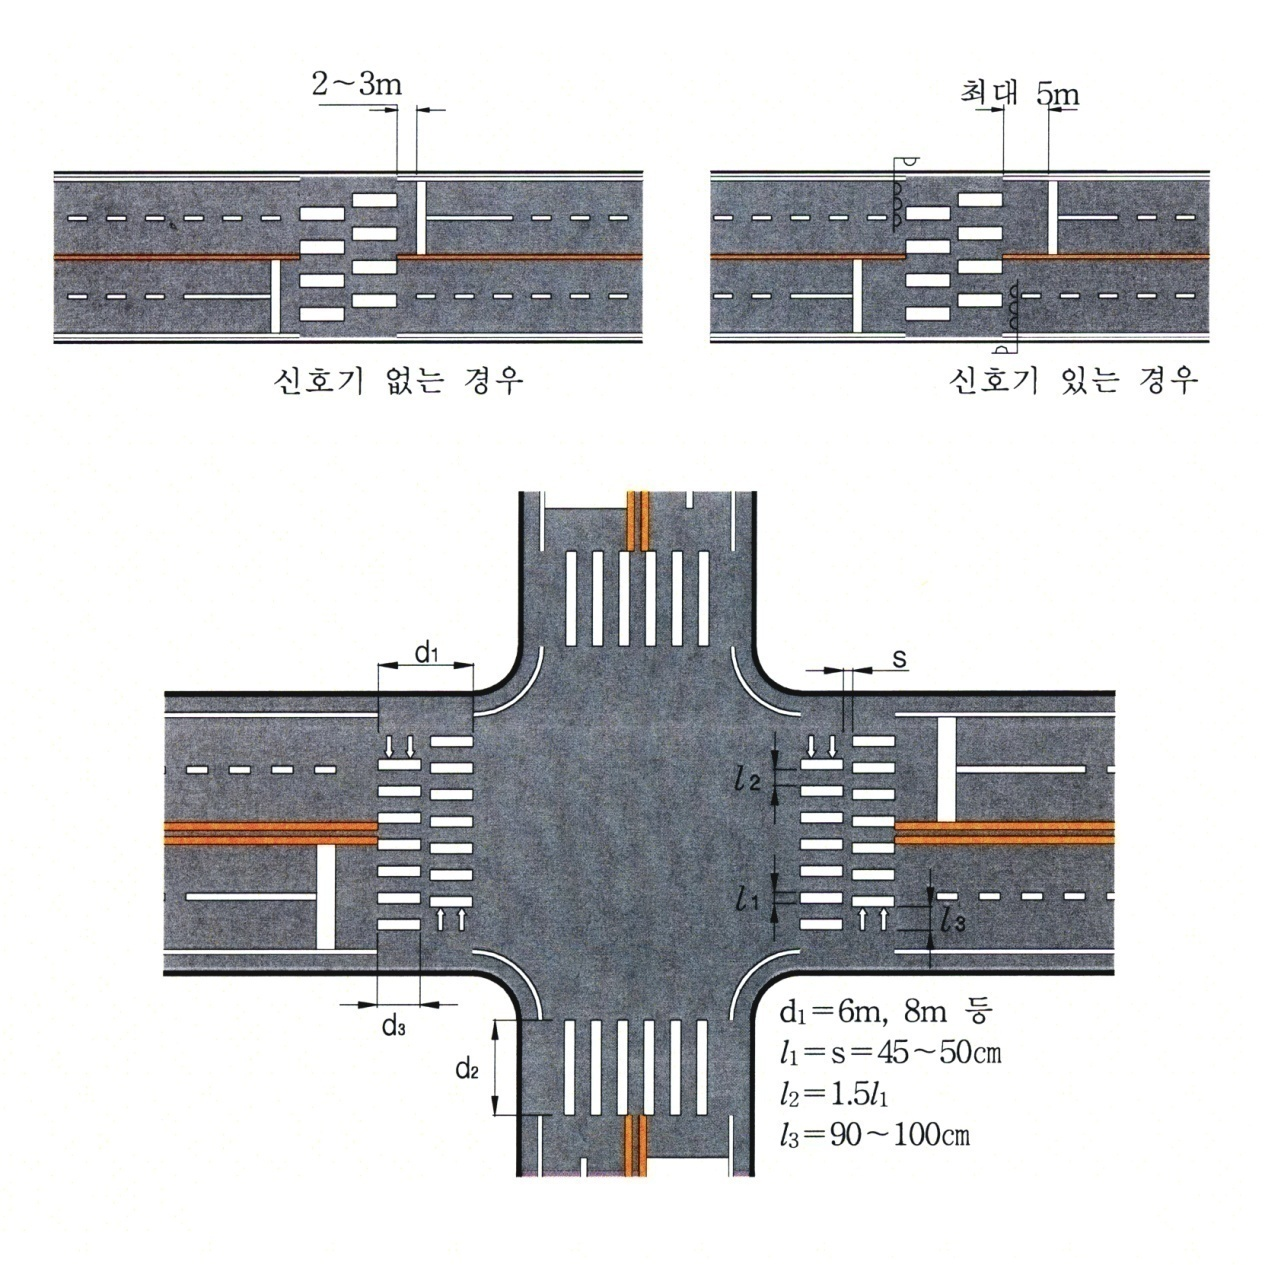 2~3m
최대 5m
신호기 없는 경우
신호기 있는 경우
d1
s
l2
l1
l3
d3
d2
d1=6m, 8m 등
l1=s=45~50cm
l2=1.5l1
l3=90~100cm